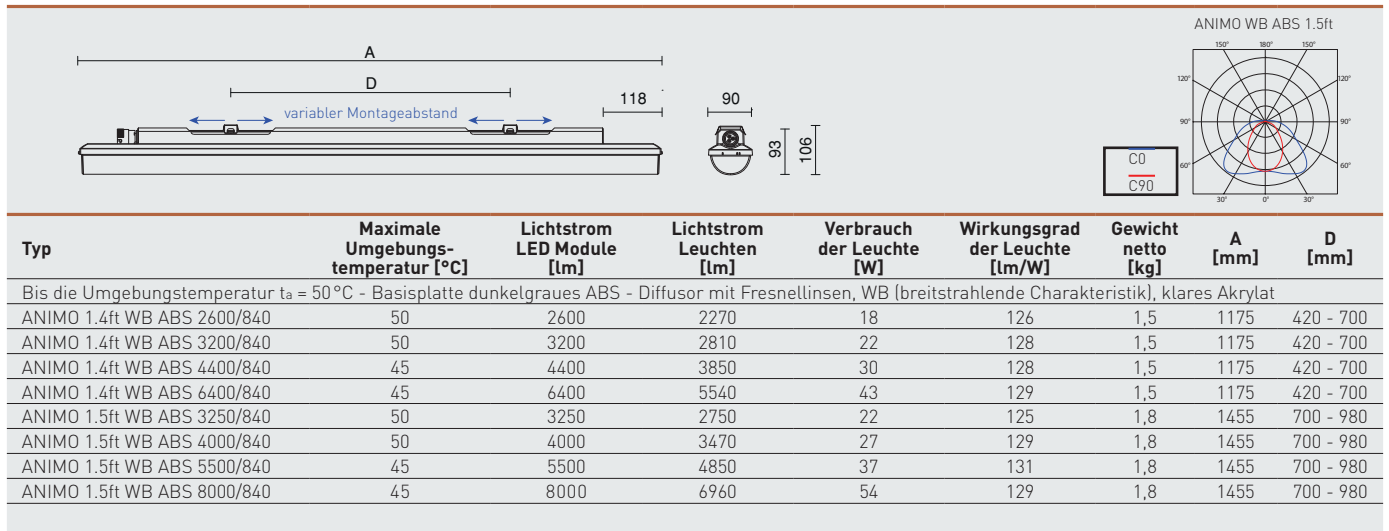 ANIMO WB ABS 1.5ft
A
D
variabler Montageabstand
118
90
93
106
150° 180° 150°
120° 120°
90° 90°
60° 60°
30° 0° 30°
C0
C90
Typ Maximale Umgebungs- temperatur [°C] Lichtstrom LED Module [lm] Lichtstrom Leuchten [lm] Verbrauch der Leuchte [W] Wirkungsgrad der Leuchte [lm/W] Gewicht netto [kg] A [mm] D [mm]
Bis die Umgebungstemperatur ta = 50°C - Basisplatte dunkelgraues ABS - Diffusor mit Fresnellinsen, WB (breitstrahlende Charakteristik), klares Akrylat
ANIMO 1.4ft WB ABS 2600/840 50 2600 2270 18 126 1,5 1175 420 - 700
ANIMO 1.4ft WB ABS 3200/840 50 3200 2810 22 128 1,5 1175 420 - 700
ANIMO 1.4ft WB ABS 4400/840 45 4400 3850 30 128 1,5 1175 420 - 700
ANIMO 1.4ft WB ABS 6400/840 45 6400 5540 43 129 1,5 1175 420 - 700
ANIMO 1.5ft WB ABS 3250/840 50 3250 2750 22 125 1,8 1455 700 - 980
ANIMO 1.5ft WB ABS 4000/840 50 4000 3470 27 129 1,8 1455 700 - 980
ANIMO 1.5ft WB ABS 5500/840 45 5500 4850 37 131 1,8 1455 700 - 980
ANIMO 1.5ft WB ABS 8000/840 45 8000 6960 54 129 1,8 1455 700 - 980